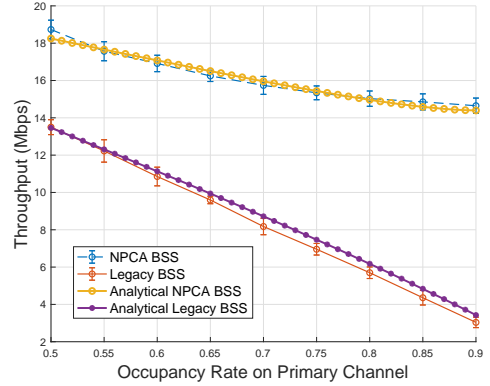 20
18
16
14
12
10
8
6
4
2
Throughput (Mbps)
NPCA BSS
Legacy BSS
Analytical NPCA BSS
Analytical Legacy BSS
0.5 0.55 0.6 0.65 0.7 0.75 0.8 0.85 0.9
Occupancy Rate on Primary Channel